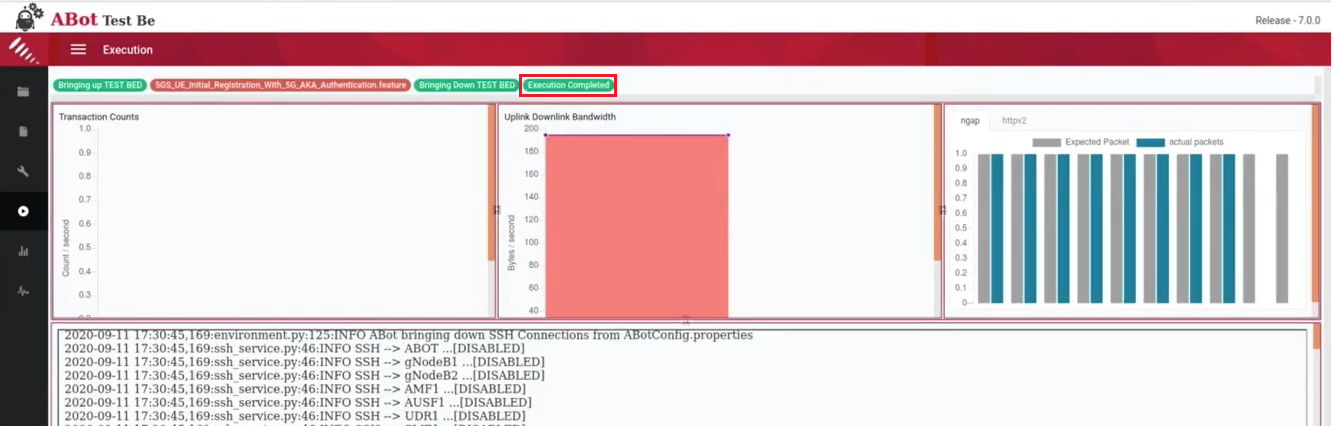 ABot Test Be
Release - 7.0.0
Execution
Bringing up TEST BED
5GS_UE_Initial_Registration_With_5G_AKA_Authentication.feature
Bringing Down TEST BED
Execution Completed
Transaction Counts
1.0
0.9
0.8
0.7
0.6
0.5
0.4
0.3
Count / second
Uplink Downlink Bandwidth
200
180
160
140
120
100
80
60
40
Bytes / second
ngap
httpv2
Expected Packet
actual packets
1.0
0.9
0.8
0.7
0.6
0.5
0.4
0.3
0.2
0.1
0
2020-09-11 17:30:45,169:environment.py:125:INFO ABot bringing down SSH Connections from ABotConfig.properties
2020-09-11 17:30:45,169:ssh_service.py:46:INFO SSH --> ABOT ...[DISABLED]
2020-09-11 17:30:45,169:ssh_service.py:46:INFO SSH --> gNodeB1 ...[DISABLED]
2020-09-11 17:30:45,169:ssh_service.py:46:INFO SSH --> gNodeB2 ...[DISABLED]
2020-09-11 17:30:45,169:ssh_service.py:46:INFO SSH --> AMF1 ...[DISABLED]
2020-09-11 17:30:45,169:ssh_service.py:46:INFO SSH --> AUSF1 ...[DISABLED]
2020-09-11 17:30:45,169:ssh_service.py:46:INFO SSH --> UDR1 ...[DISABLED]